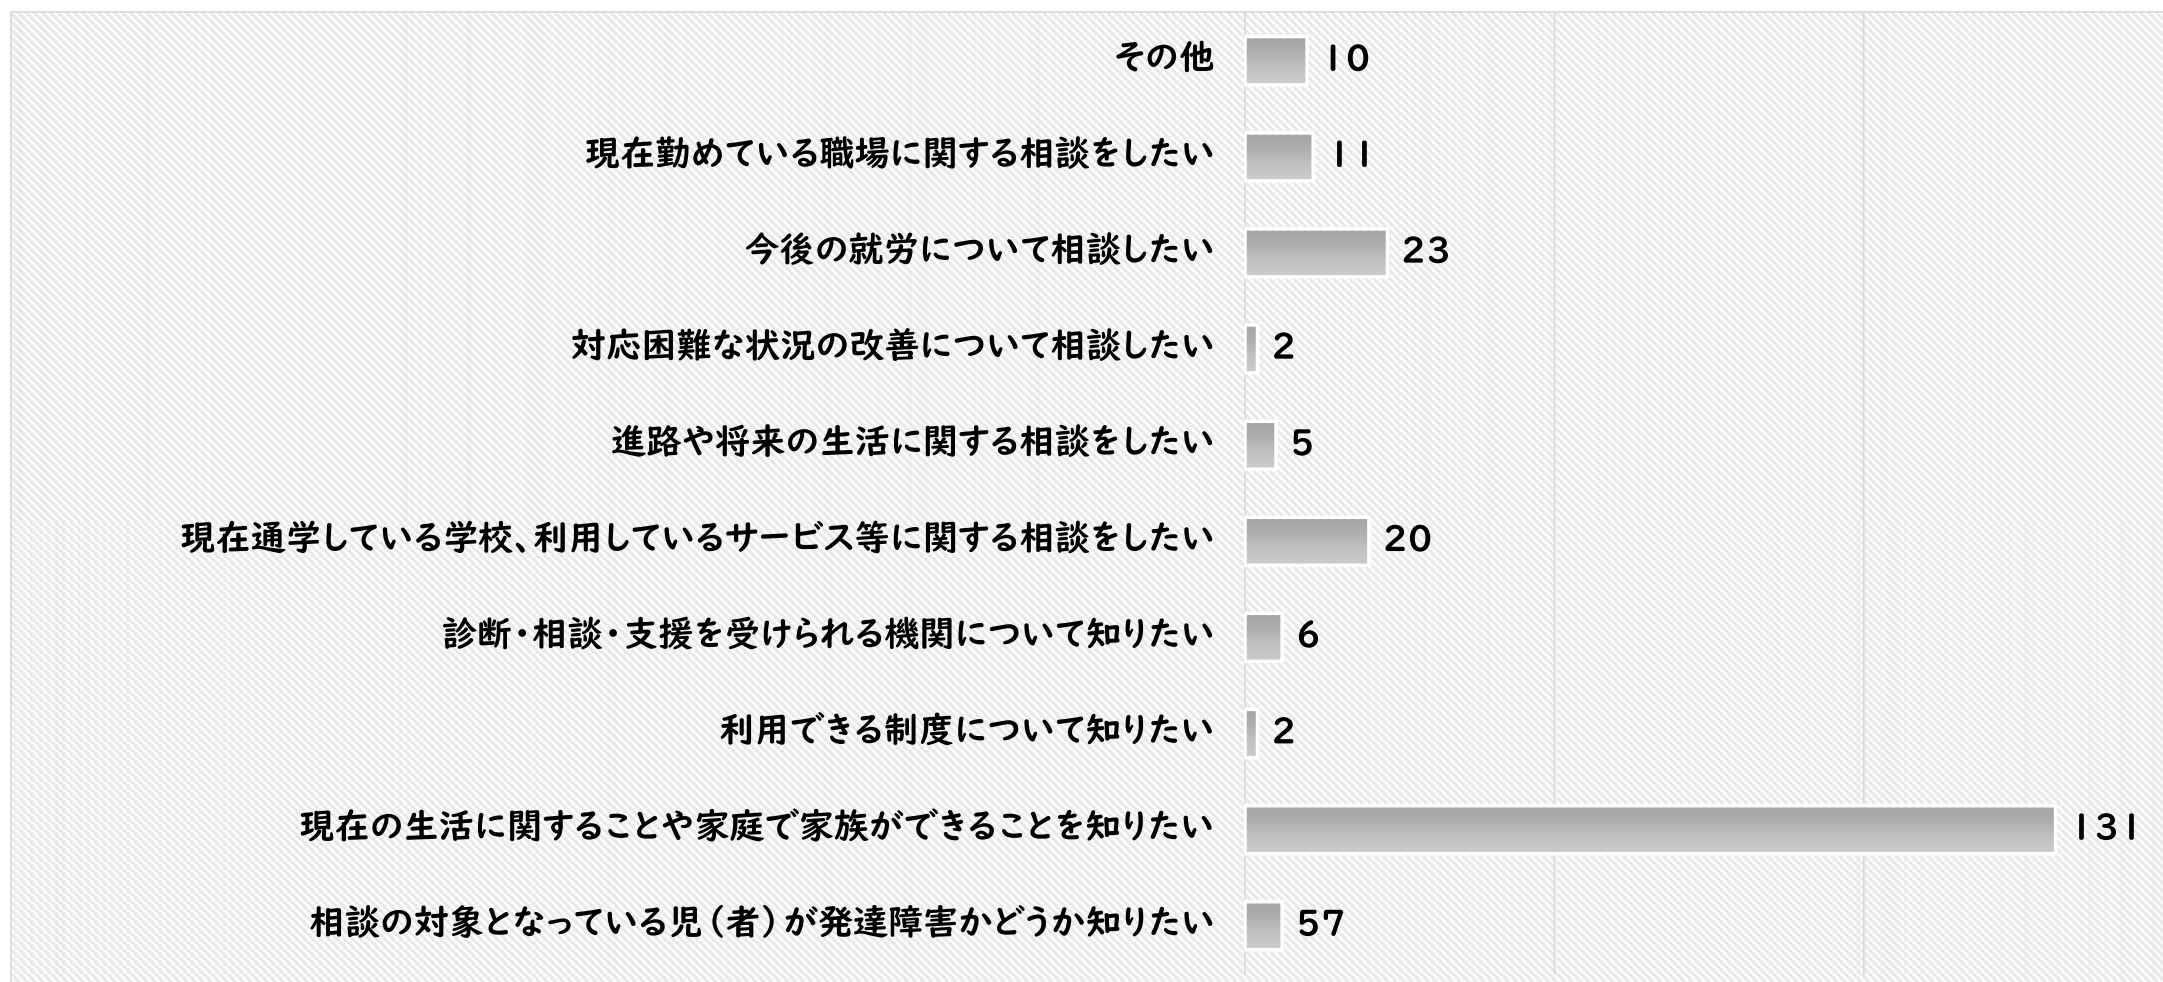 その他 10
現在勤めている職場に関する相談をしたい 11
今後の就労について相談したい 23
対応困難な状況の改善について相談したい 2
進路や将来の生活に関する相談をしたい 5
現在通学している学校、利用しているサービス等に関する相談をしたい 20
診断・相談・支援を受けられる機関について知りたい 6
利用できる制度について知りたい 2
現在の生活に関することや家庭で家族ができることを知りたい 131
相談の対象となっている児（者）が発達障害かどうか知りたい 57